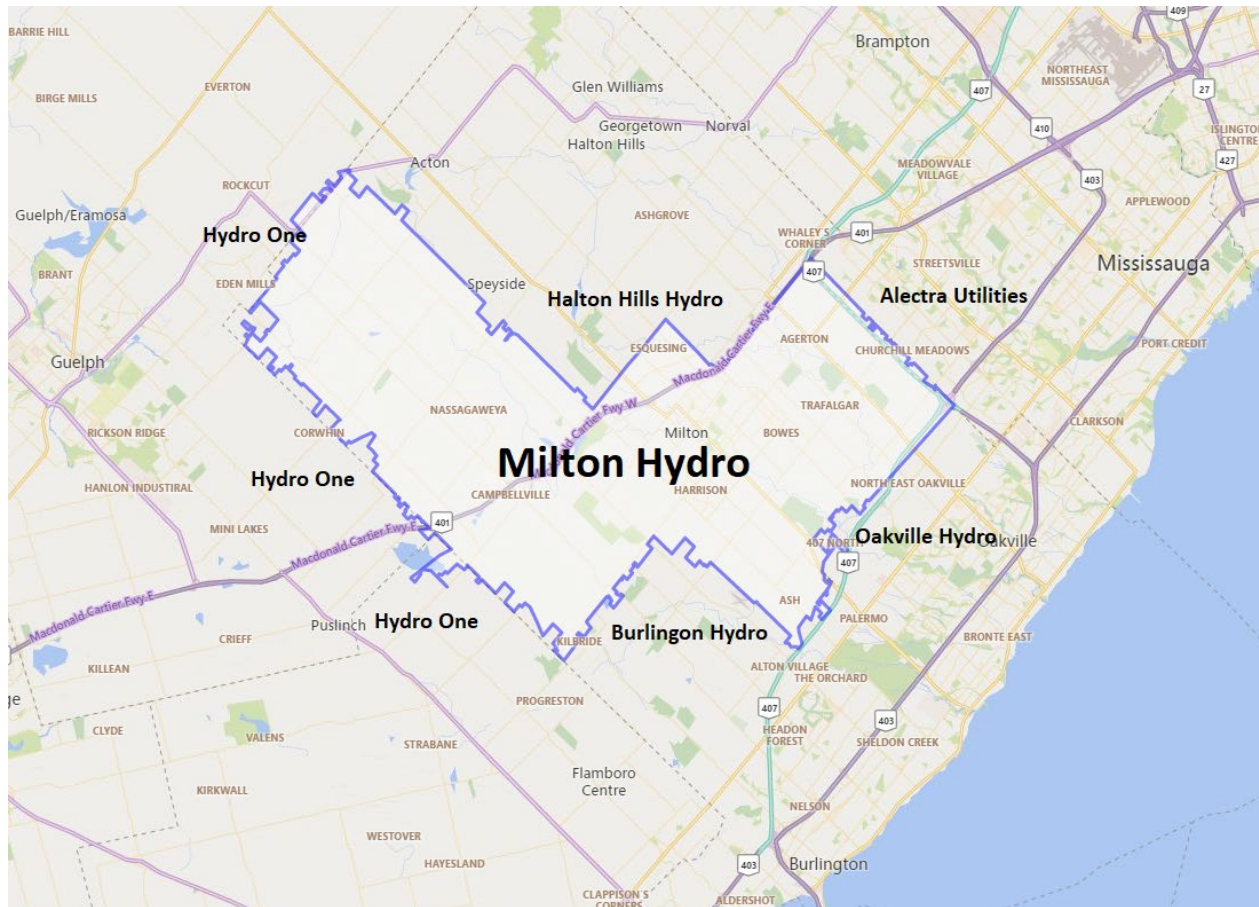 409
BARRIE HILL
Brampton
EVERTON
NORTHEAST
MISSISSAUGA
407
27
BIRGE MILLS
Glen Williams
Georgetown
Norval
410
ISLINGTON
CENTRE
Halton Hills
Acton
MEADOWVALE
VILLAGE
427
ROCKCUT
403
APPLEWOOD
Guelph/Eramosa
ASHGROVE
WHALEY'S
CORNER
401
Hydro One
STREETSVILLE
Mississauga
407
BRANT
EDEN MILLS
Speyside
Halton Hills Hydro
Alectra Utilities
Macdonald-Cartier Fwy E
AGERTON
PORT CREDIT
ESQUESING
CHURCHILL MEADOWS
Guelph
NASSAGAWEYA
TRAFALGAR
CLARKSON
Macdonald-Cartier Fwy W
RICKSON RIDGE
CORWHIN
Milton
BOWES
Milton Hydro
Hydro One
HANLON INDUSTIRAL
CAMPBELLVILLE
HARRISON
NORTH EAST OAKVILLE
401
MINI LAKES
Macdonald-Cartier Fwy E
407 NORTH
Oakville Hydro
Oakville
407
Macdonald-Cartier Fwy E
ASH
Puslinch
Hydro One
PALERMO
CRIEFF
KILBRIDE
Burlingon Hydro
BRONTE EAST
KILLEAN
ALTON VILLAGE
THE ORCHARD
ge
PROGRESTON
407
403
CLYDE
VALENS
STRABANE
HEADON
FOREST
SHELDON CREEK
Flamboro
Centre
KIRKWALL
NELSON
WESTOVER
HAYESLAND
403
Burlington
CLAPPISON'S
CORNERS
ALDERSHOT